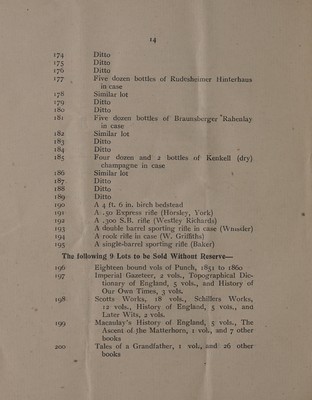 14
174 Ditto
175 Ditto
176 Ditto
177 Five dozen bottles of Rudesheimer Hinterhaus
in case
178 Similar lot
179 Ditto
180 Ditto
181 Five dozen bottles of Braunsberger Rahenlay
in case
182 Similar lot
183 Ditto
184 Ditto
185 Four dozen and 2 bottles of Kenkell (dry)
champagne in case
186 Similar lot
187 Ditto
188 Ditto
189 Ditto
190 A 4 ft. 6 in. birch bedstead
191 A .50 Express rifle (Horsley, York)
192 A .300 S.B. rifle (Westley Richards)
193 A double barrel sporting rifle in case
194 A rook rifle in case (W. Griffiths)
195 A single-barrel sporting rifle (Baker)
The following 9 Lots to be Sold Without Reserve—
196 Eighteen bound vols of Punch, 1851 to 1860
197 Imperial Gazeteer, 2 vols., Topographical Dic-
tionary of England, 5 vols., and History of
Our Own Times, 3 vols.
198 Scotts Works, 18 vols., Schillers Works,
12 vols., History of England, 5 vols., and
Later Wits, 2 vols.
199 Macaulay's History of England, 5 vols., The
Ascent of the Matterhorn, 1 vol., and 7 other
books
200 Tales of a Grandfather, 1 vol., and 26 other
books